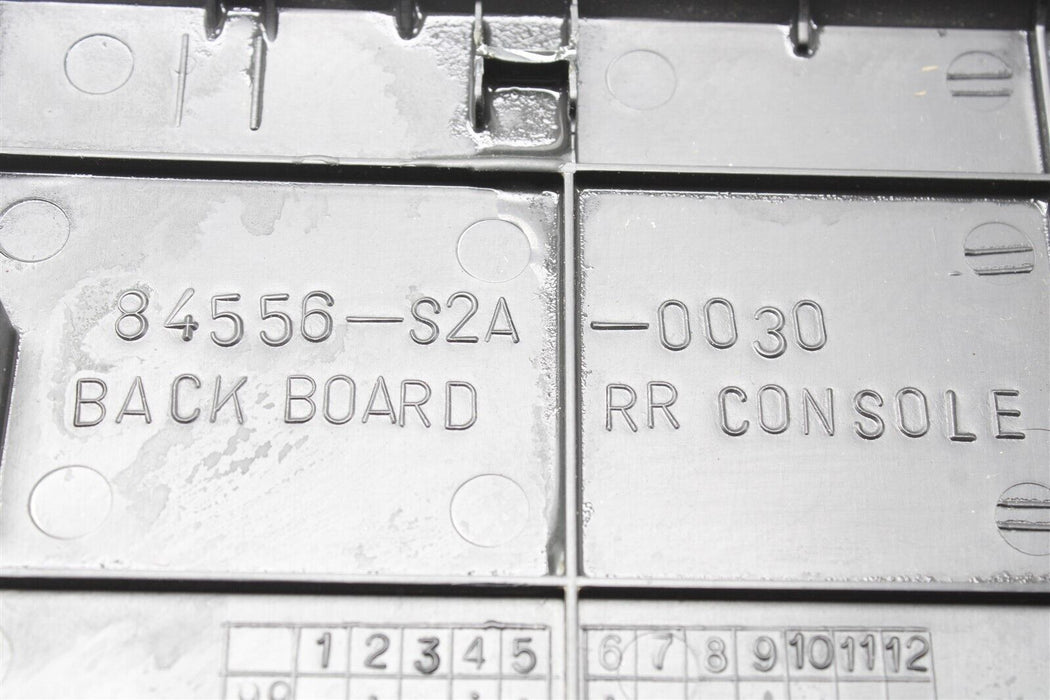 84556-S2A-0030
BACK BOARD RR CONSOLE
1 2 3 4 5 6 7 8 9 10 11 12